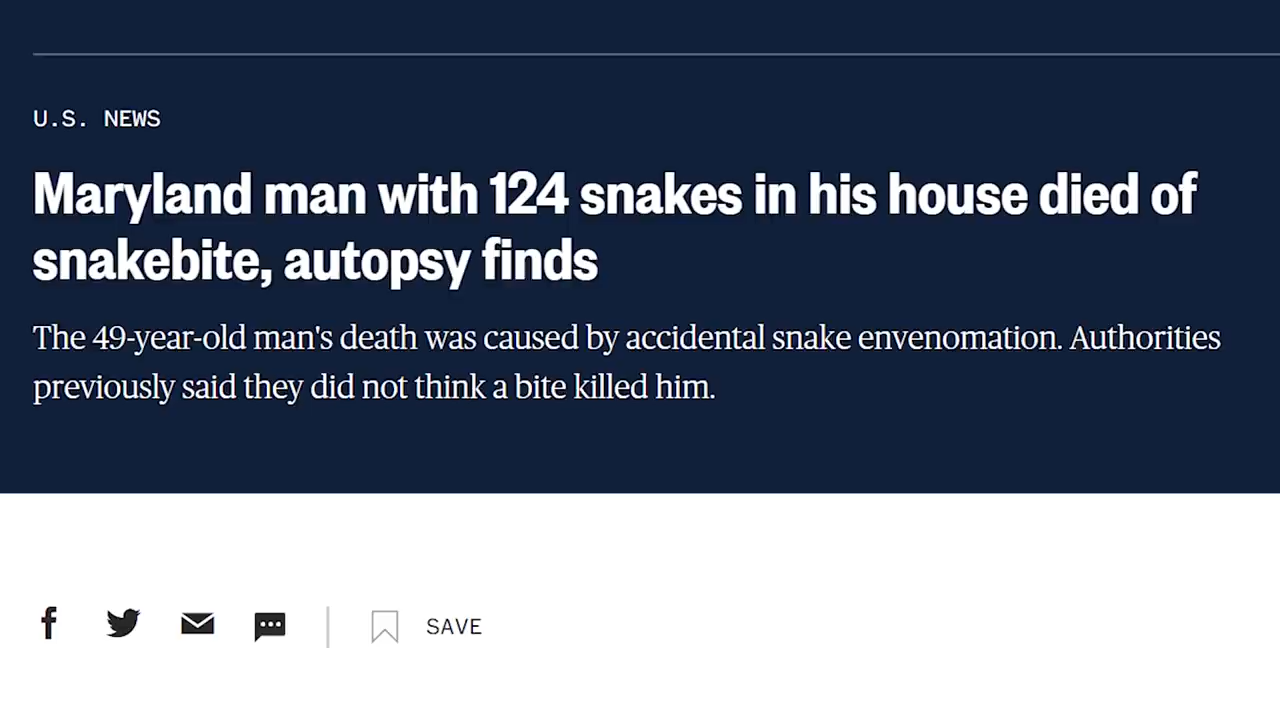 U.S. NEWS
Maryland man with 124 snakes in his house died of
snakebite, autopsy finds
The 49-year-old man's death was caused by accidental snake envenomation. Authorities
previously said they did not think a bite killed him.
SAVE